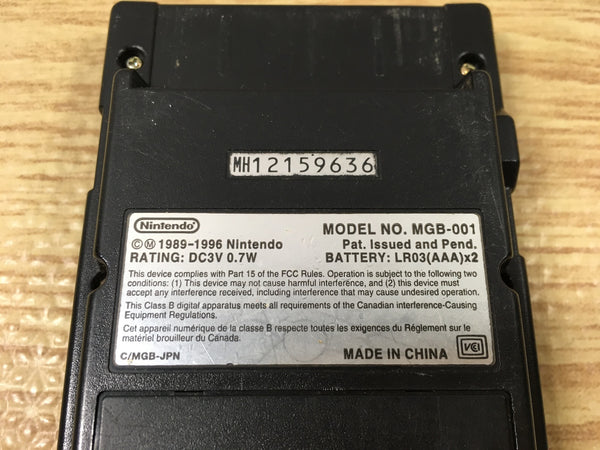 MH12159636
Nintendo
MODEL NO. MGB-001
©Ⓜ 1989-1996 Nintendo
Pat. Issued and Pend.
RATING: DC3V 0.7W
BATTERY: LR03(AAA)x2
This device complies with Part 15 of the FCC Rules. Operation is subject to the following two
conditions: (1) This device may not cause harmful interference, and (2) this device must
accept any interference received, including interference that may cause undesired operation.
This Class B digital apparatus meets all requirements of the Canadian interference-Causing
Equipment Regulations.
Cet appareil numérique de la classe B respecte toutes les exigences du Réglement sur le
matériel brouilleur du Canada.
C/MGB-JPN
MADE IN CHINA
VCI